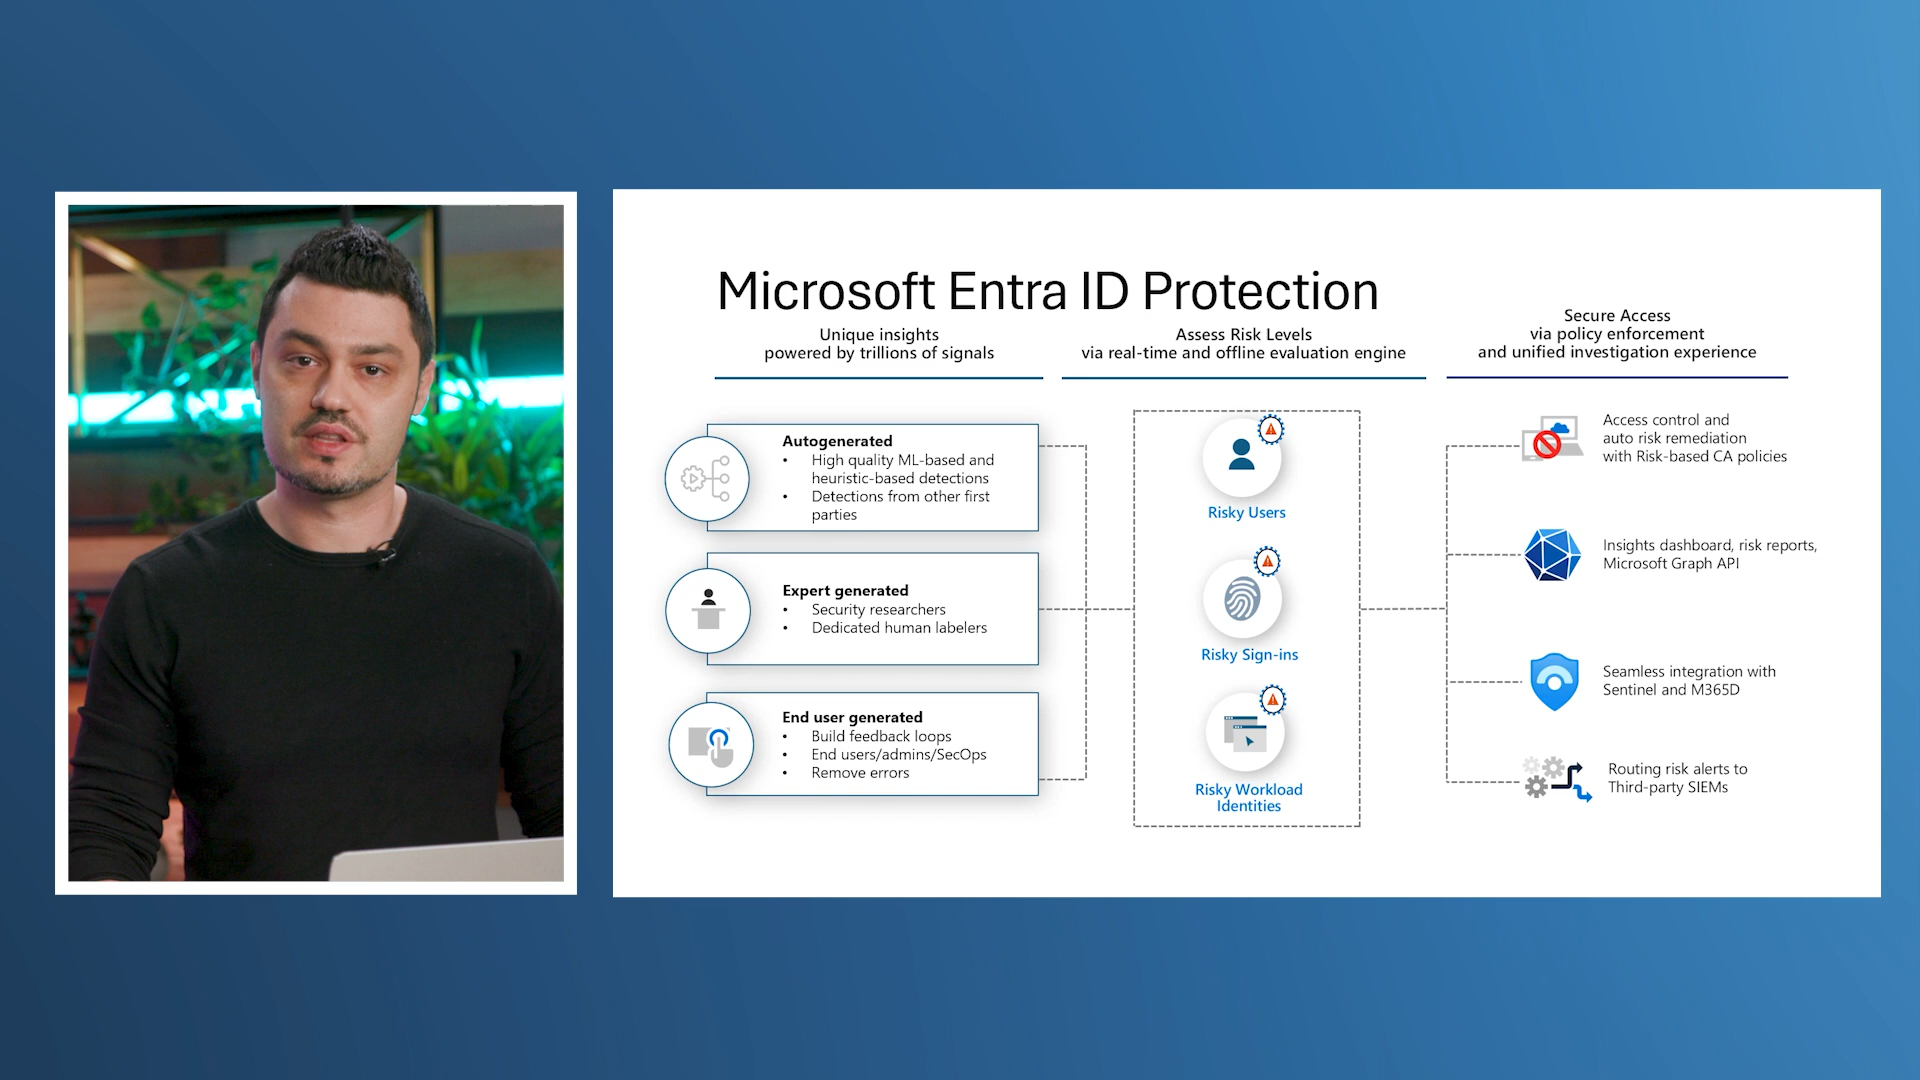 Microsoft Entra ID Protection
Unique insights
powered by trillions of signals
Autogenerated
• High quality ML-based and
heuristic-based detections
• Detections from other first
parties
Expert generated
• Security researchers
• Dedicated human labelers
End user generated
• Build feedback loops
• End users/admins/SecOps
• Remove errors
Assess Risk Levels
via real-time and offline evaluation engine
Risky Users
Risky Sign-ins
Risky Workload
Identities
Secure Access
via policy enforcement
and unified investigation experience
Access control and
auto risk remediation
with Risk-based CA policies
Insights dashboard, risk reports,
Microsoft Graph API
Seamless integration with
Sentinel and M365D
Routing risk alerts to
Third-party SIEMs